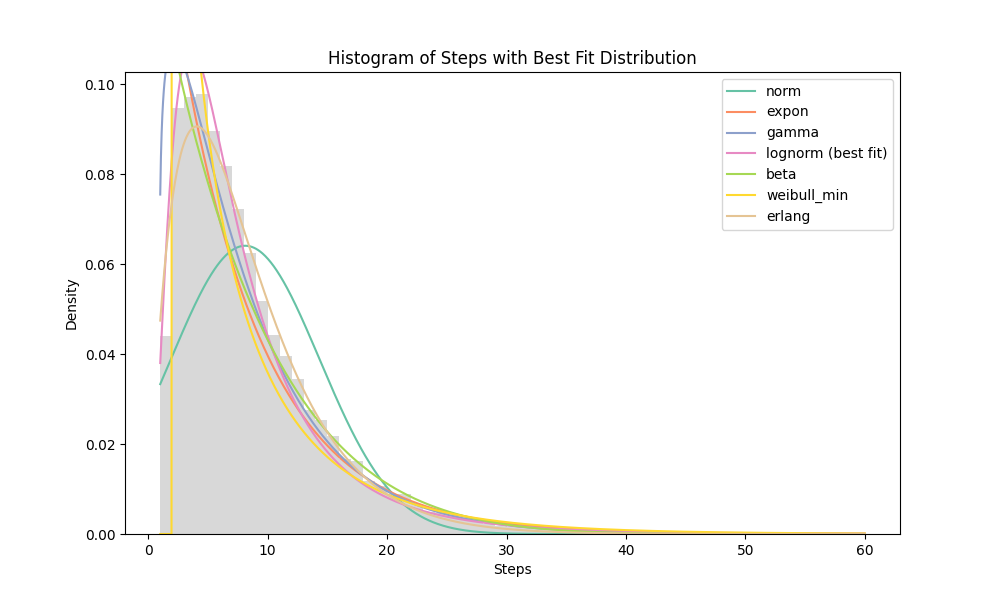 Histogram of Steps with Best Fit Distribution
Density
0.10
0.08
0.06
0.04
0.02
0.00
norm
expon
gamma
lognorm (best fit)
beta
weibull_min
erlang
0 10 20 30 40 50 60
Steps